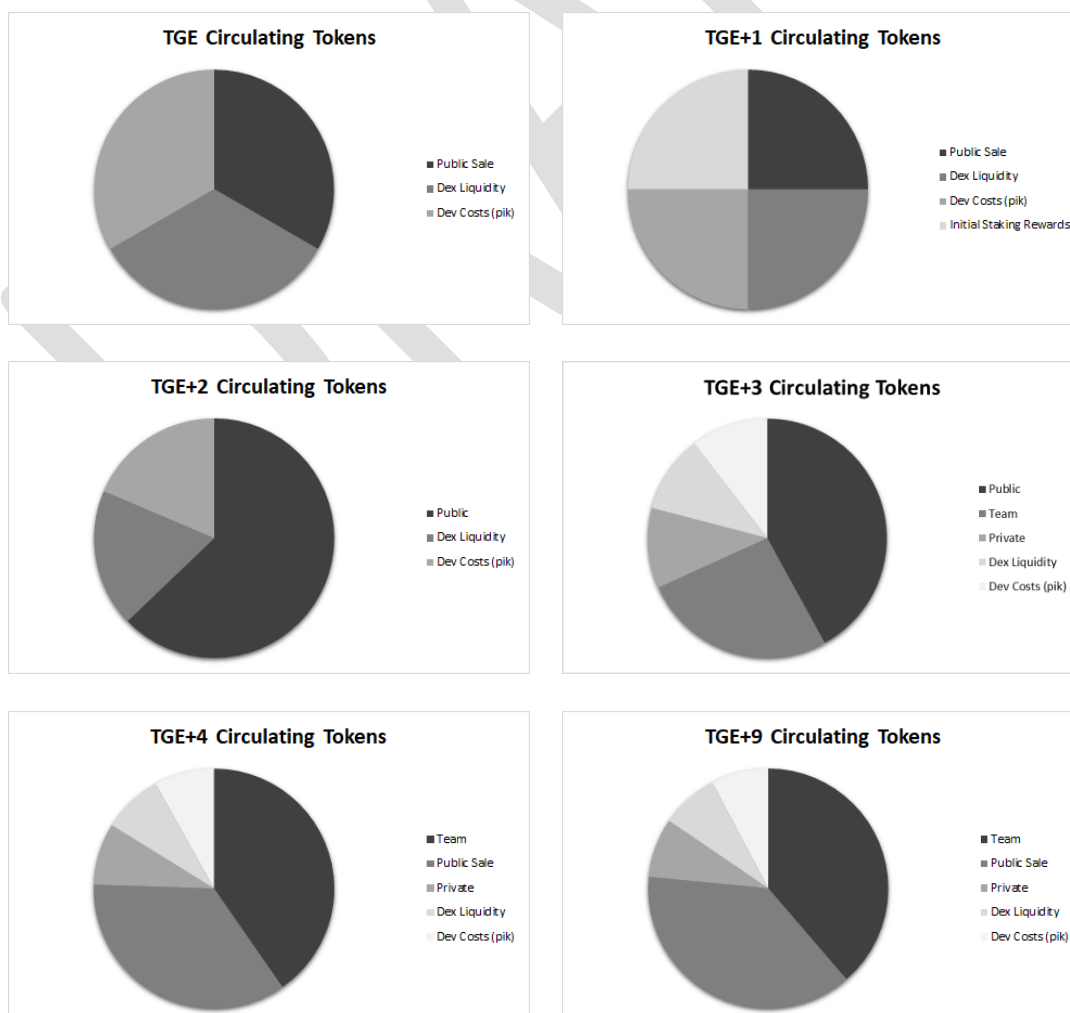 TGE Circulating Tokens
Public Sale
Dex Liquidity
Dev Costs (pik)
TGE+1 Circulating Tokens
Public Sale
Dex Liquidity
Dev Costs (pik)
Initial Staking Rewards
TGE+2 Circulating Tokens
Public
Dex Liquidity
Dev Costs (pik)
TGE+3 Circulating Tokens
Public
Team
Private
Dex Liquidity
Dev Costs (pik)
TGE+4 Circulating Tokens
Team
Public Sale
Private
Dex Liquidity
Dev Costs (pik)
TGE+9 Circulating Tokens
Team
Public Sale
Private
Dex Liquidity
Dev Costs (pik)